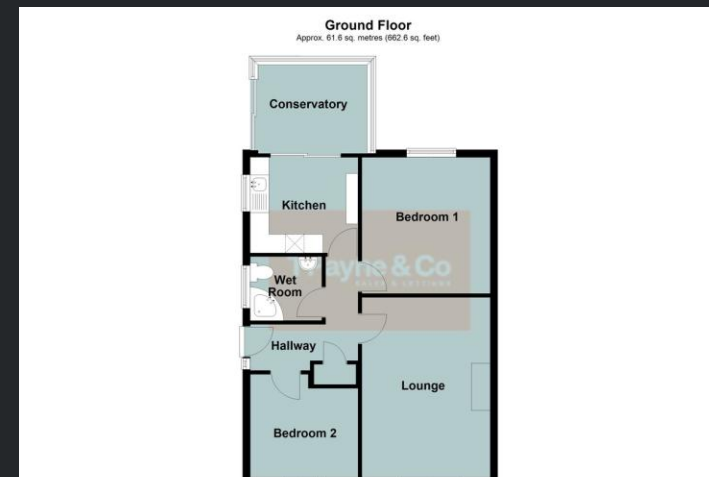 Ground Floor
Approx. 61.6 sq. metres (662.6 sq. feet)
Conservatory
Kitchen
Bedroom 1
Wet
Room
& Co
SALES & LETTINGS
Hallway
Lounge
Bedroom 2